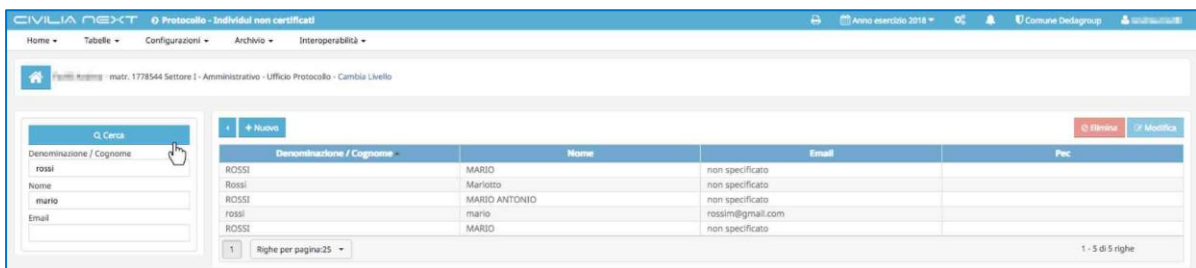 CIVILIA NEXT Protocollo - Individui non certificati Anno esercizio 2018 Comune Dedagroup
Home Tabelle Configurazioni Archivio Interoperabilità
- matr. 1778544 Settore I - Amministrativo - Ufficio Protocollo - Cambia Livello
Cerca
Denominazione / Cognome
rossi
Nome
mario
Email
+ Nuovo Elimina Modifica
Denominazione / Cognome Nome Email Pec
ROSSI MARIO non specificato
Rossi Mariotto non specificato
ROSSI MARIO ANTONIO non specificato
rossi mario rossim@gmail.com
ROSSI MARIO non specificato
1 Righe per pagina:25 1 - 5 di 5 righe